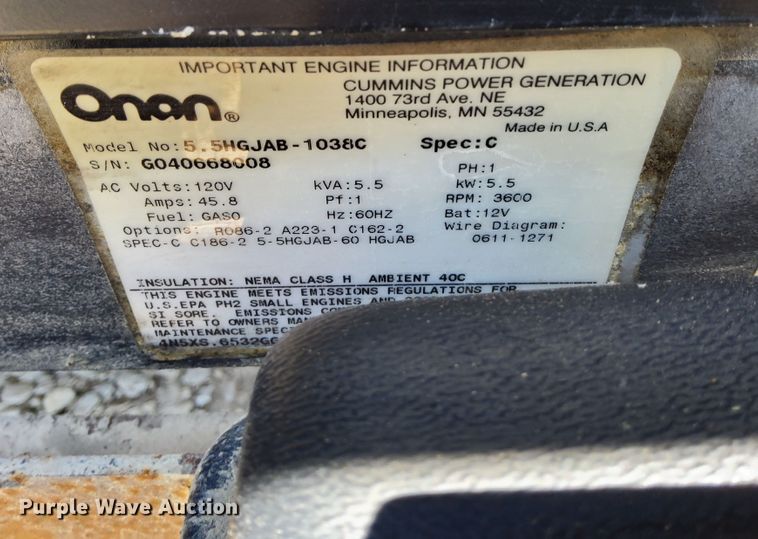 IMPORTANT ENGINE INFORMATION
Onan®
CUMMINS POWER GENERATION
1400 73rd Ave. NE
Minneapolis, MN 55432
Made in U.S.A
Model No:5.5HGJAB-1038C Spec:C
S/N: G040668008
PH:1
AC Volts:120V kVA:5.5 kW:5.5
Amps:45.8 Pf:1 RPM: 3600
Fuel:GASO Hz:60HZ Bat:12V
Options: R086-2 A223-1 C162-2 Wire Diagram:
SPEC-C C186-2 5-5HGJAB-60 HGJAB 0611-1271
INSULATION: NEMA CLASS H AMBIENT 40C
THIS ENGINE MEETS EMISSIONS REGULATIONS FOR
U.S.EPA PH2 SMALL ENGINES AND
SI SORE. EMISSIONS
REFER TO OWNERS
MAINTENANCE
4NSXS.6532
Purple Wave Auction